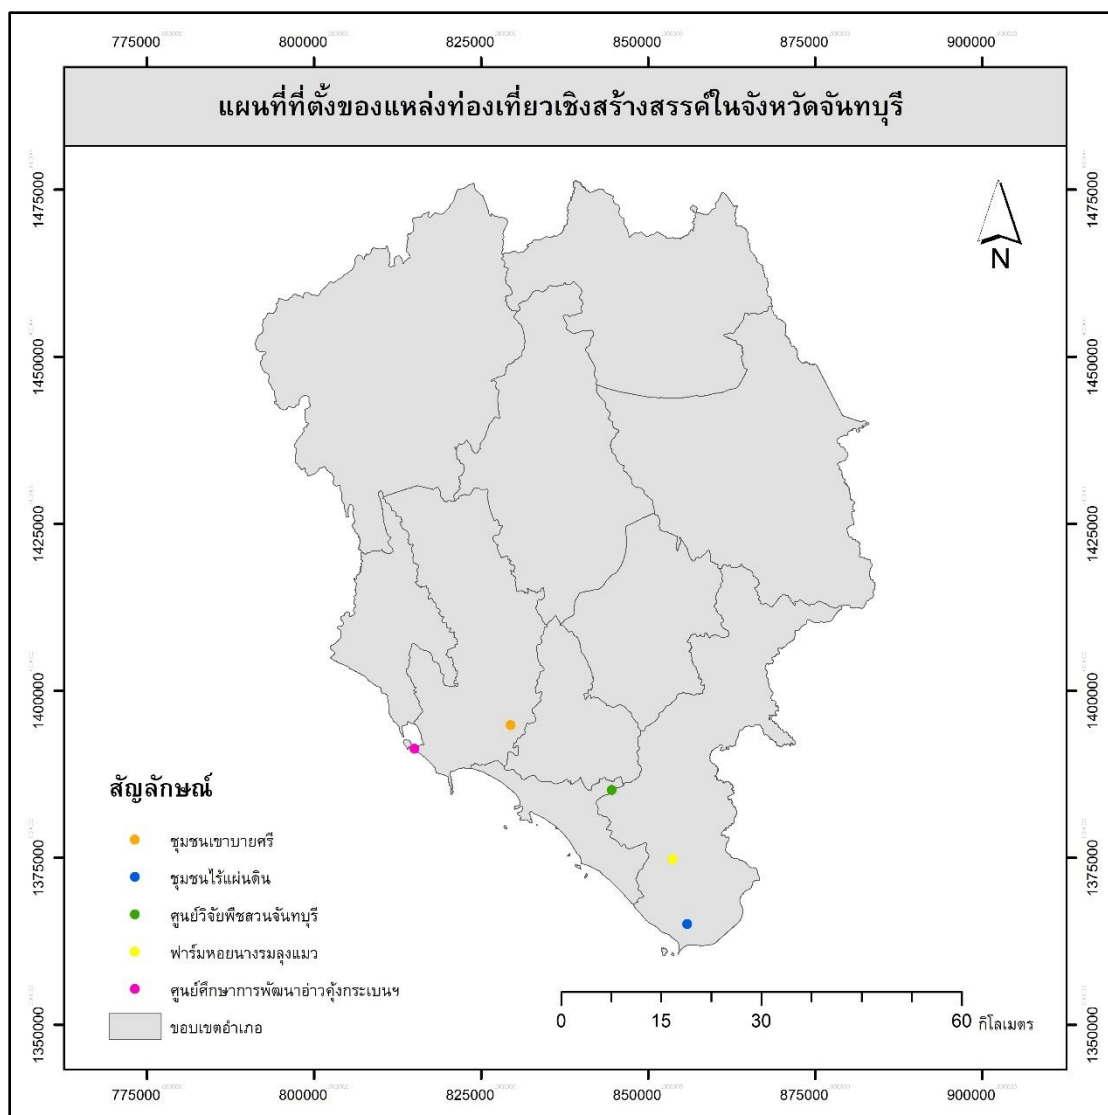 775000 800000 825000 850000 875000 900000
แผนที่ที่ตั้งของแหล่งท่องเที่ยวเชิงสร้างสรรค์ในจังหวัดจันทบุรี
1475000 1475000
N
1450000 1450000
1425000 1425000
1400000 1400000
สัญลักษณ์
ชุมชนเขาบายศรี
1375000 1375000
ชุมชนไร้แผ่นดิน
ศูนย์วิจัยพืชสวนจันทบุรี
ฟาร์มหอยนางรมลุงแมว
ศูนย์ศึกษาการพัฒนาอ่าวคุ้งกระเบนฯ
ขอบเขตอำเภอ
0 15 30 60 กิโลเมตร
1350000 1350000
775000 800000 825000 850000 875000 900000